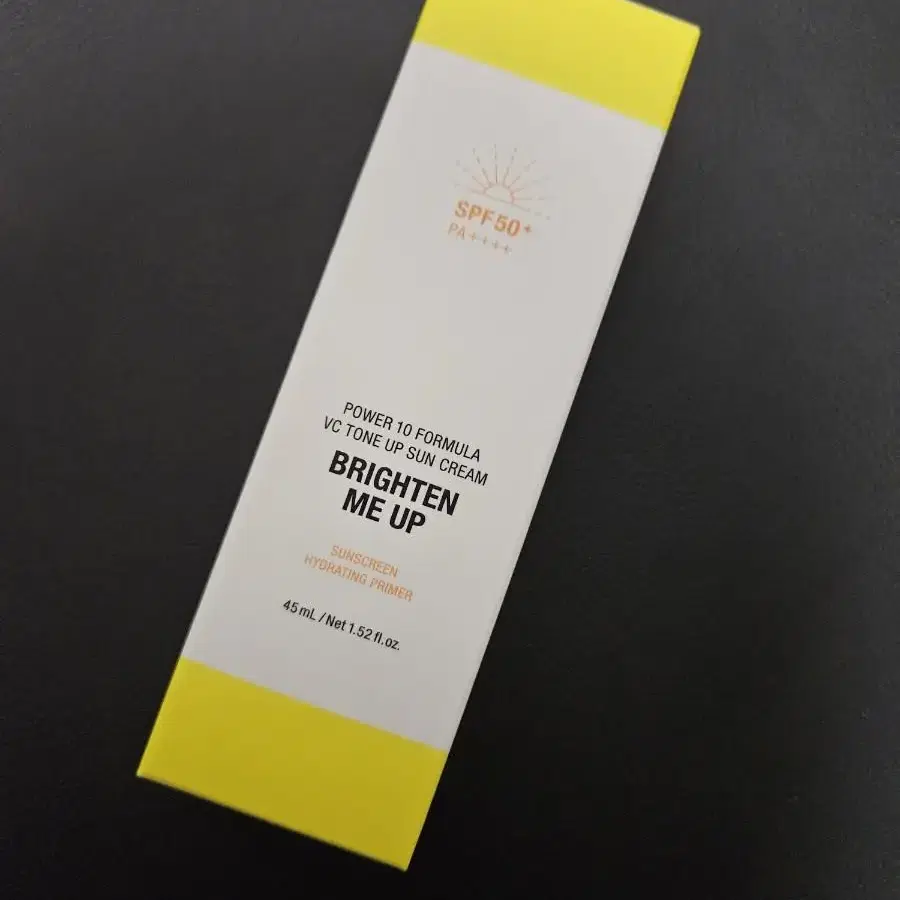 SPF50+
PA++++
POWER 10 FORMULA
VC TONE UP SUN CREAM
BRIGHTEN
ME UP
SUNSCREEN
HYDRATING PRIMER
45 mL / Net 1.52 fl.oz.